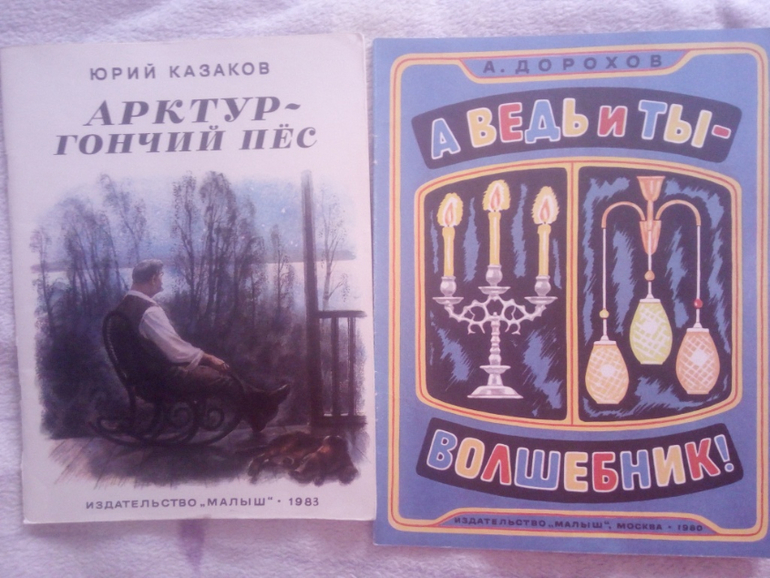 ЮРИЙ КАЗАКОВ
АРКТУР-
ГОНЧИЙ ПЁС
ИЗДАТЕЛЬСТВО „МАЛЫШ" · 1983
А. ДОРОХОВ
А ВЕДЬ И ТЫ-
ВОЛШЕБНИК!
ИЗДАТЕЛЬСТВО „МАЛЫШ", МОСКВА · 1980